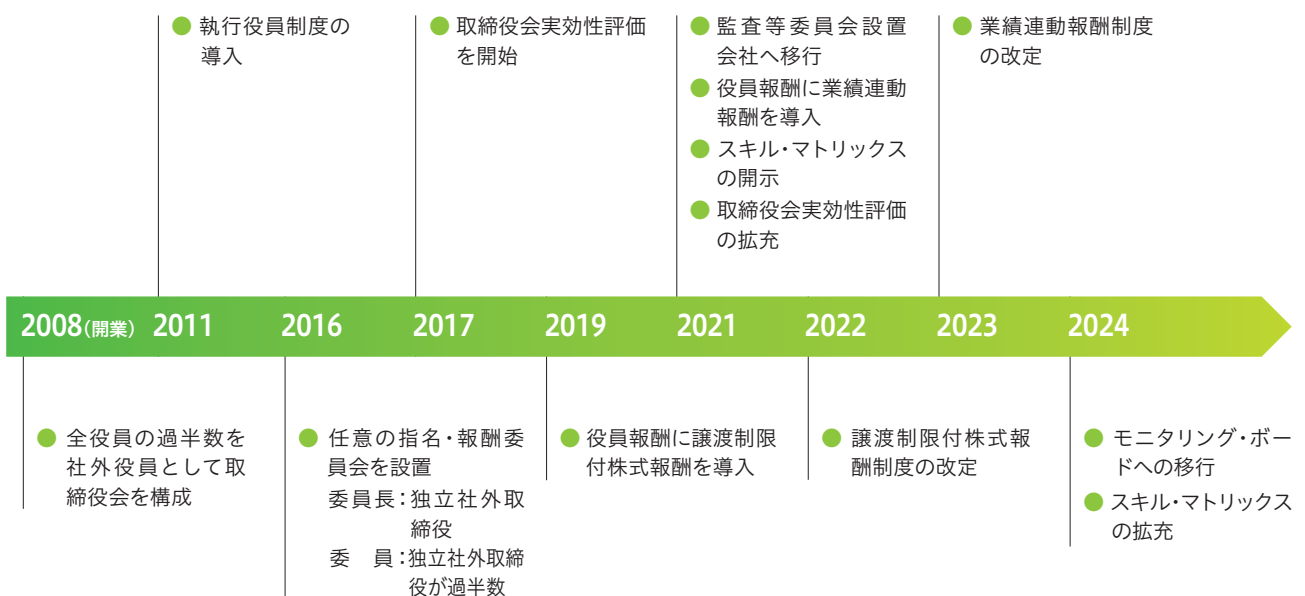 ● 執行役員制度の
導入
● 取締役会実効性評価
を開始
● 監査等委員会設置
会社へ移行
● 役員報酬に業績連動
報酬を導入
● スキル・マトリックス
の開示
● 取締役会実効性評価
の拡充
● 業績連動報酬制度
の改定
2008(開業) 2011 2016 2017 2019 2021 2022 2023 2024
● 全役員の過半数を
社外役員として取
締役会を構成
● 任意の指名・報酬委
員会を設置
委員長：独立社外取
締役
委　員：独立社外取締
役が過半数
● 役員報酬に譲渡制限
付株式報酬を導入
● 譲渡制限付株式報
酬制度の改定
● モニタリング・ボー
ドへの移行
● スキル・マトリックス
の拡充